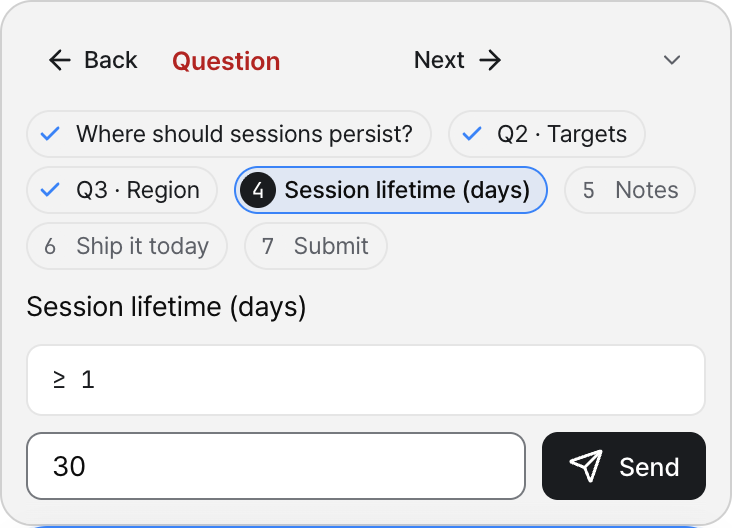 Back Question Next
Where should sessions persist? Q2 · Targets
Q3 · Region 4 Session lifetime (days) 5 Notes
6 Ship it today 7 Submit
Session lifetime (days)
≥ 1
30 Send